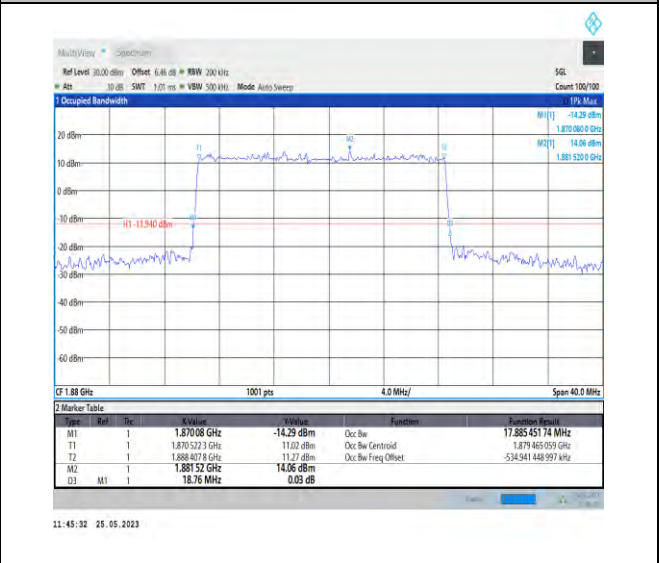 MultiView Spectrum
Ref Level 30.00 dBm Offset 6.46 dB RBW 200 kHz SGL
Att 30 dB SWT 1.01 ms VBW 500 kHz Mode Auto Sweep Count 100/100
1 Occupied Bandwidth 1Pk Max
M1[1] -14.29 dBm
1.870 080 0 GHz
20 dBm M2[1] 14.06 dBm
1.881 520 0 GHz
T1 M2 T2
10 dBm
0 dBm
-10 dBm
H1 -11.940 dBm
-20 dBm
-30 dBm
-40 dBm
-50 dBm
-60 dBm
CF 1.88 GHz 1001 pts 4.0 MHz/ Span 40.0 MHz
2 Marker Table
Type Ref Trc X-Value Y-Value Function Function Result
M1 1 1.87008 GHz -14.29 dBm Occ Bw 17.885 451 74 MHz
T1 1 1.870 522 3 GHz 11.02 dBm Occ Bw Centroid 1.879 465 059 GHz
T2 1 1.888 407 8 GHz 11.27 dBm Occ Bw Freq Offset -534.941 448 997 kHz
M2 1 1.881 52 GHz 14.06 dBm
D3 M1 1 18.76 MHz 0.03 dB
11:45:32 25.05.2023